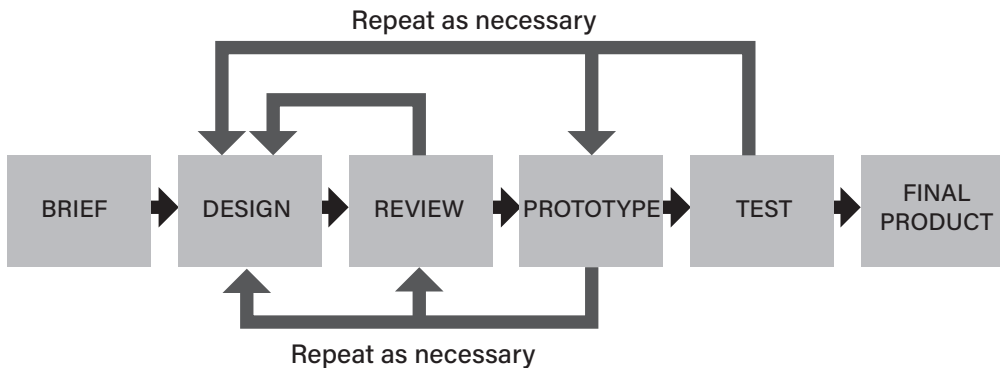 Repeat as necessary
BRIEF
DESIGN
REVIEW
PROTOTYPE
TEST
FINAL
PRODUCT
Repeat as necessary